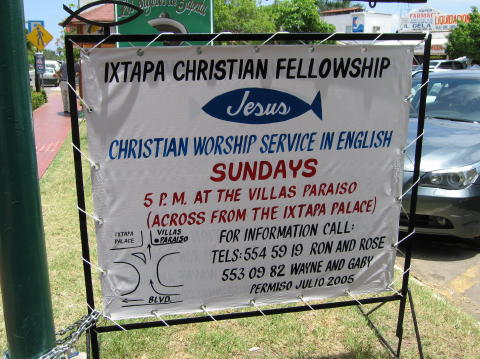 FARMA
LIQUIDACION
IXTAPA CHRISTIAN FELLOWSHIP
Jesus
CHRISTIAN WORSHIP SERVICE IN ENGLISH
SUNDAYS
5 P.M. AT THE VILLAS PARAISO
(ACROSS FROM THE IXTAPA PALACE)
FOR INFORMATION CALL:
TELS: 554 59 19 RON AND ROSE
553 09 82 WAYNE AND GABY
PERMISO JULIO 2005
IXTAPA PALACE
VILLAS PARAISO
BLVD.